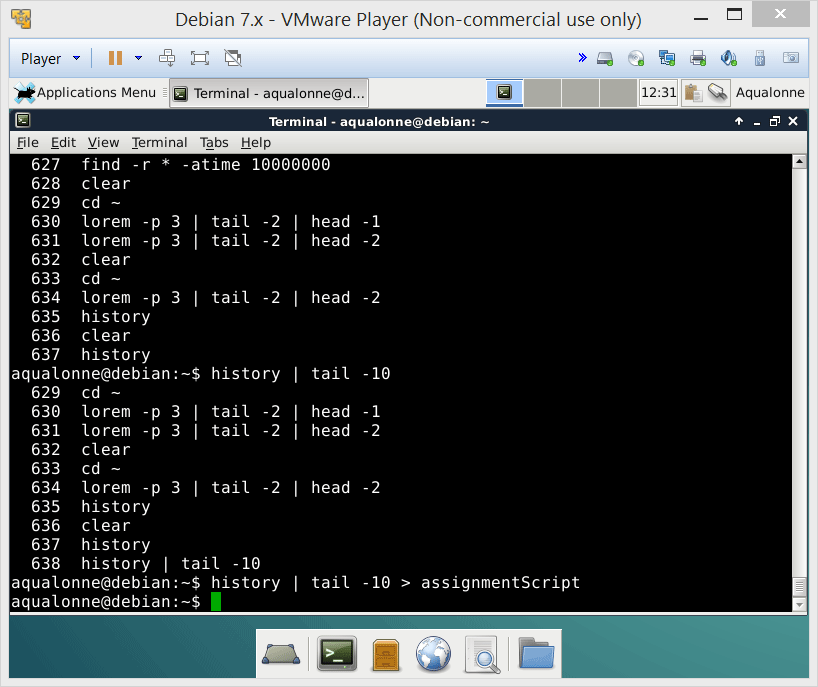 Debian 7.x - VMware Player (Non-commercial use only)
Player
Applications Menu
Terminal - aqualonne@d...
12:31
Aqualonne
Terminal - aqualonne@debian: ~
File Edit View Terminal Tabs Help
627 find -r * -atime 10000000
628 clear
629 cd ~
630 lorem -p 3 | tail -2 | head -1
631 lorem -p 3 | tail -2 | head -2
632 clear
633 cd ~
634 lorem -p 3 | tail -2 | head -2
635 history
636 clear
637 history
aqualonne@debian:~$ history | tail -10
629 cd ~
630 lorem -p 3 | tail -2 | head -1
631 lorem -p 3 | tail -2 | head -2
632 clear
633 cd ~
634 lorem -p 3 | tail -2 | head -2
635 history
636 clear
637 history
638 history | tail -10
aqualonne@debian:~$ history | tail -10 > assignmentScript
aqualonne@debian:~$